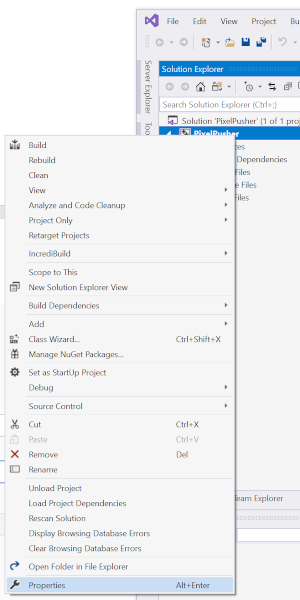 File Edit View Project Bu
Server Explorer
Too
Solution Explorer
Search Solution Explorer (Ctrl+;)
Solution 'PixelPusher' (1 of 1 proj
PixelPusher
Dependencies
Files
Files
Files
Build
Rebuild
Clean
View
Analyze and Code Cleanup
Project Only
Retarget Projects
IncrediBuild
Scope to This
New Solution Explorer View
Build Dependencies
Add
Class Wizard... Ctrl+Shift+X
Manage NuGet Packages...
Set as StartUp Project
Debug
Source Control
Cut Ctrl+X
Paste Ctrl+V
Remove Del
Rename
Unload Project
Load Project Dependencies
Rescan Solution
Display Browsing Database Errors
Clear Browsing Database Errors
Open Folder in File Explorer
Properties Alt+Enter
Team Explorer